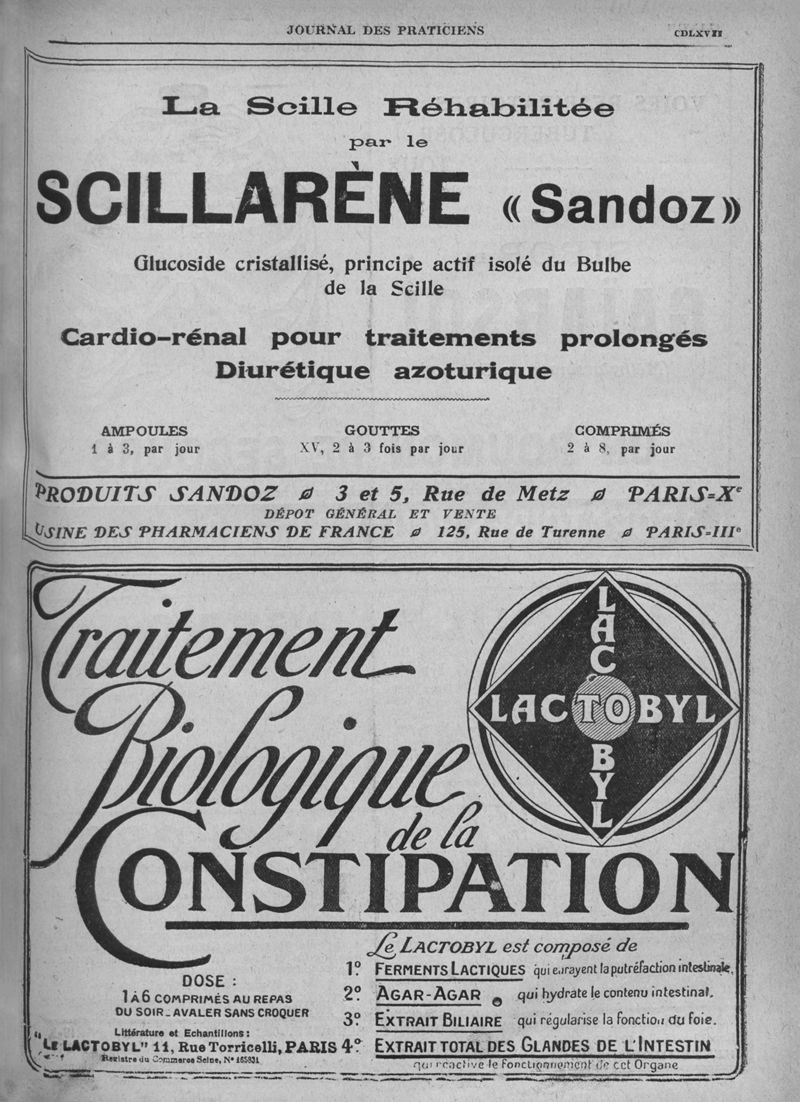 JOURNAL DES PRATICIENS
CDLXVII
La Scille Réhabilitée
par le
SCILLARÈNE « Sandoz »
Glucoside cristallisé, principe actif isolé du Bulbe
de la Scille
Cardio-rénal pour traitements prolongés
Diurétique azoturique
AMPOULES
1 à 3, par jour
GOUTTES
XV, 2 à 3 fois par jour
COMPRIMÉS
2 à 8, par jour
PRODUITS SANDOZ 3 et 5, Rue de Metz PARIS-Xe
DÉPOT GÉNÉRAL ET VENTE
USINE DES PHARMACIENS DE FRANCE 125, Rue de Turenne PARIS-IIIe
Traitement
Biologique
de la
CONSTIPATION
LACTOBYL
LACTOBYL
Le LACTOBYL est composé de
1º FERMENTS LACTIQUES qui enrayent la putréfaction intestinale.
2º AGAR-AGAR qui hydrate le contenu intestinal.
3º EXTRAIT BILIAIRE qui régularise la fonction du foie.
4º EXTRAIT TOTAL DES GLANDES DE L'INTESTIN
qui réactive le fonctionnement de cet Organe
DOSE :
1 À 6 COMPRIMÉS AU REPAS
DU SOIR - AVALER SANS CROQUER
Littérature et Echantillons :
"LE LACTOBYL" 11, Rue Torricelli, PARIS
Registre du Commerce Seine, Nº 165831